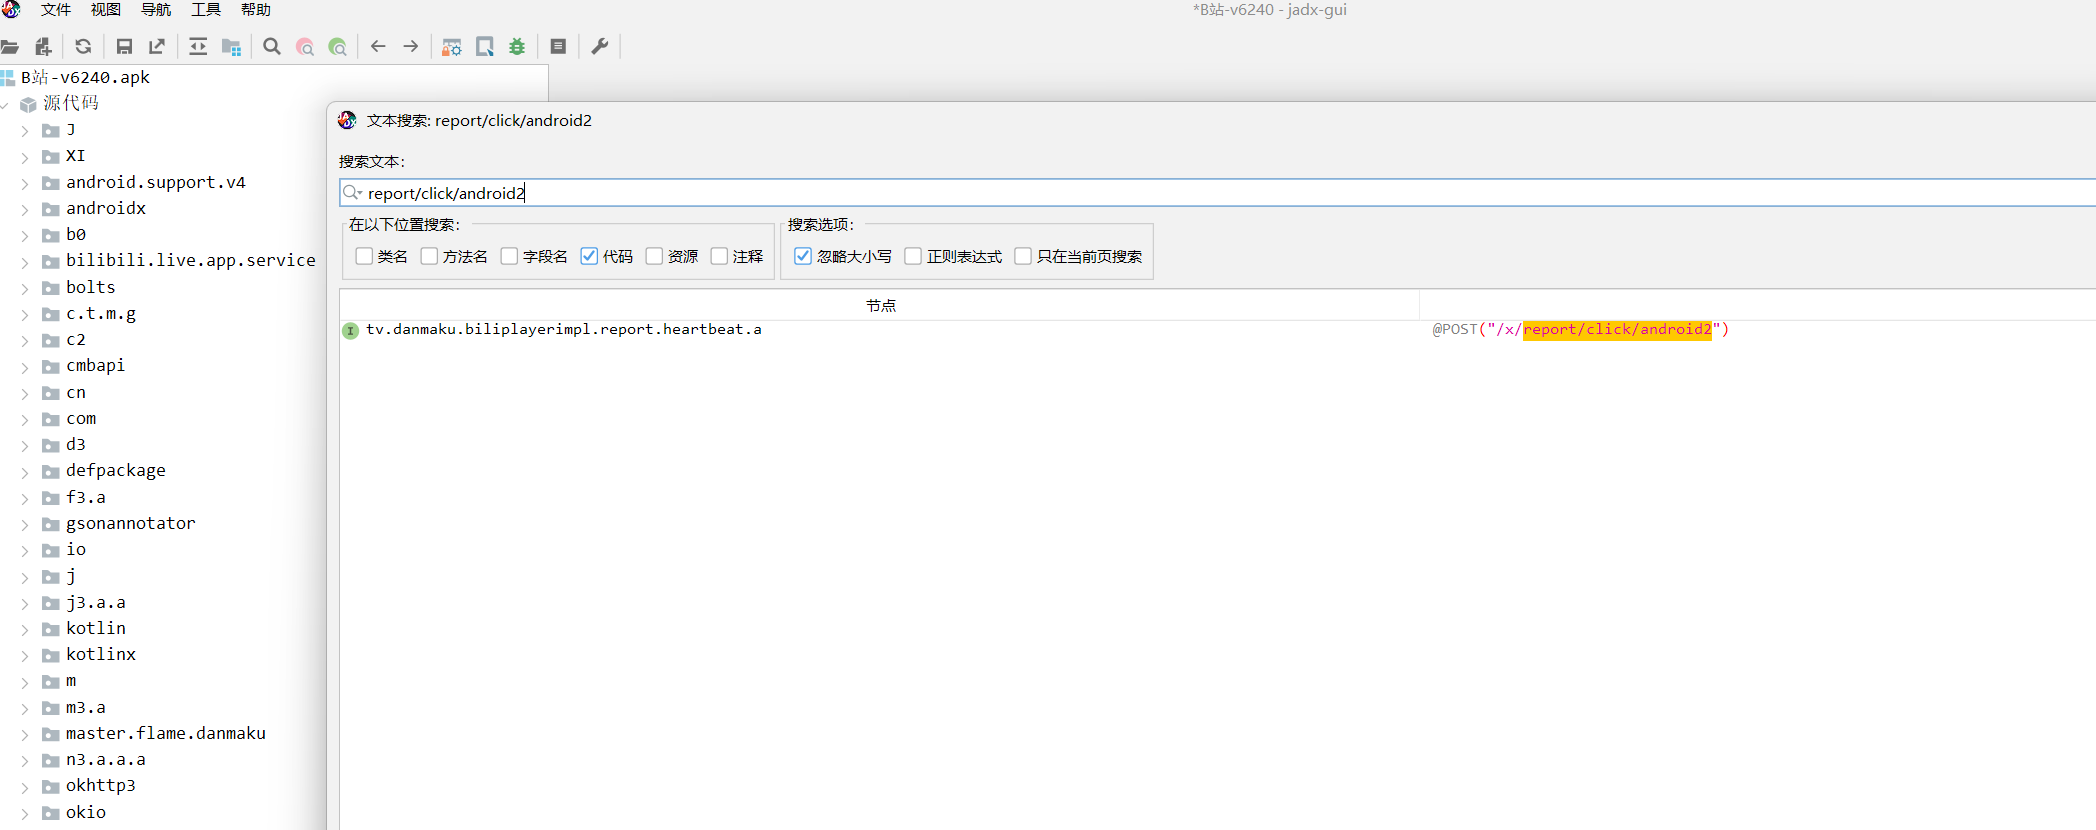 文件 视图 导航 工具 帮助
*B站-v6240 - jadx-gui
B站-v6240.apk
源代码
J
XI
android.support.v4
androidx
b0
bilibili.live.app.service
bolts
c.t.m.g
c2
cmbapi
cn
com
d3
defpackage
f3.a
gsonannotator
io
j
j3.a.a
kotlin
kotlinx
m
m3.a
master.flame.danmaku
n3.a.a.a
okhttp3
okio
文本搜索: report/click/android2
搜索文本:
report/click/android2
在以下位置搜索:
类名 方法名 字段名 代码 资源 注释
搜索选项:
忽略大小写 正则表达式 只在当前页搜索
节点
tv.danmaku.biliplayerimpl.report.heartbeat.a
@POST("/x/report/click/android2")